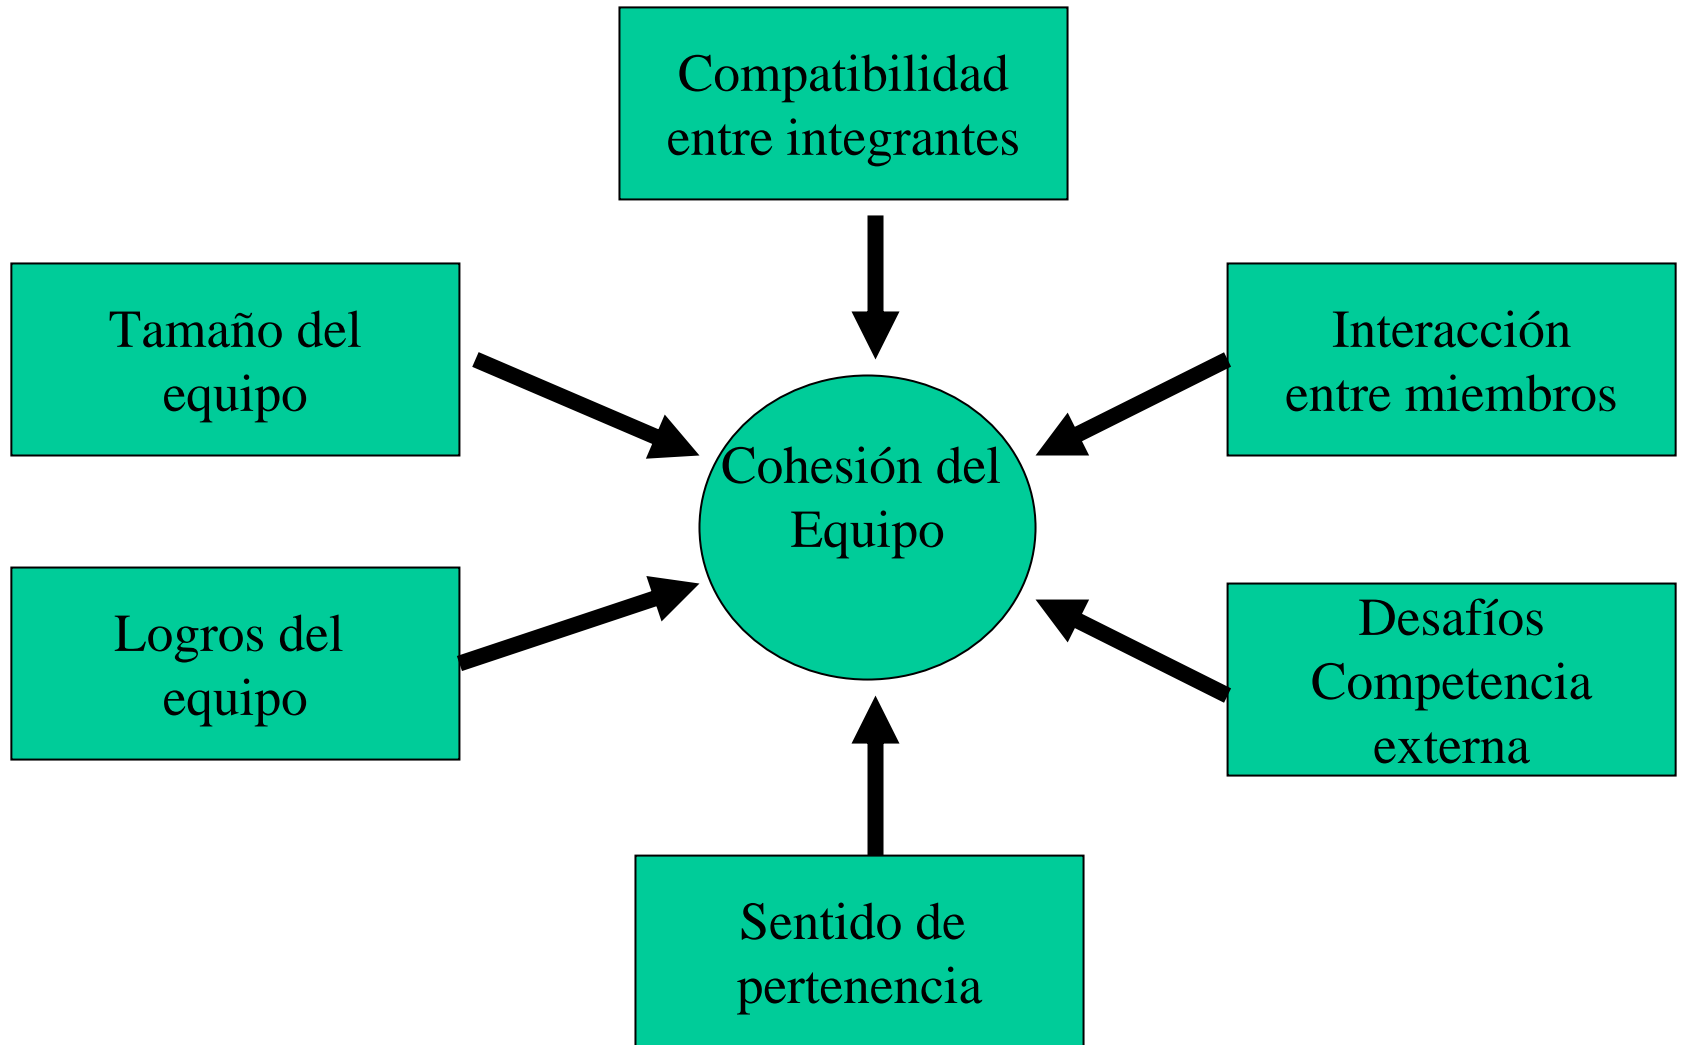 Compatibilidad
entre integrantes
Tamaño del
equipo
Interacción
entre miembros
Cohesión del
Equipo
Logros del
equipo
Desafíos
Competencia
externa
Sentido de
pertenencia